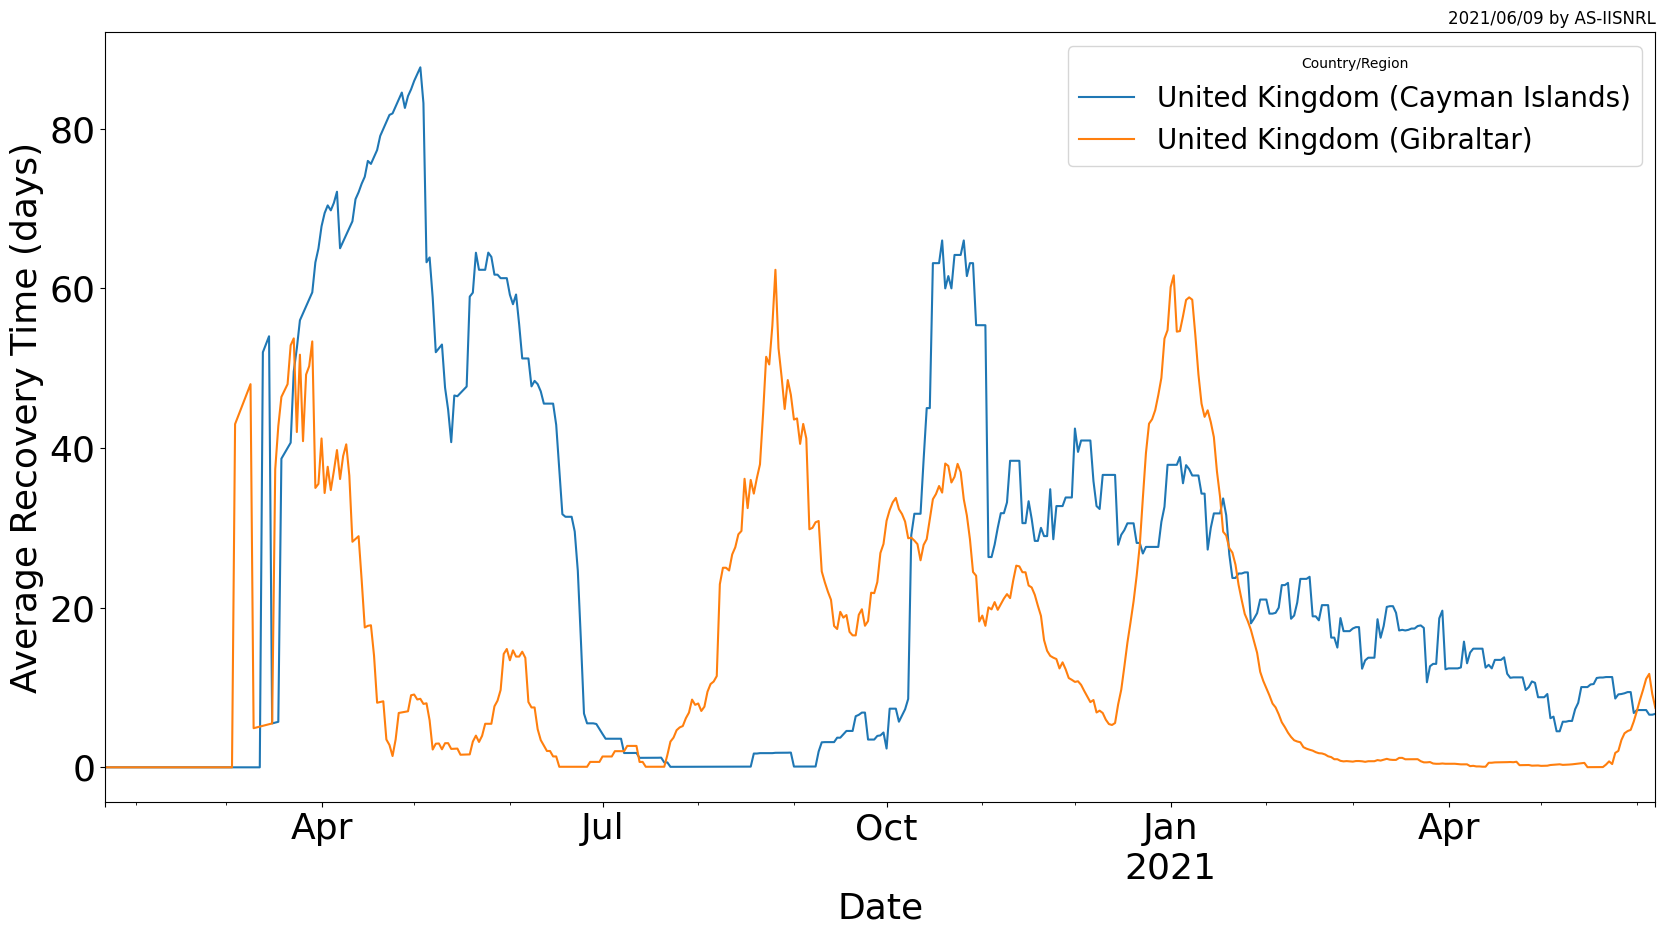 2021/06/09 by AS-IISNRL
Country/Region
United Kingdom (Cayman Islands)
United Kingdom (Gibraltar)
Average Recovery Time (days)
80
60
40
20
0
Apr
Jul
Oct
Jan
2021
Apr
Date